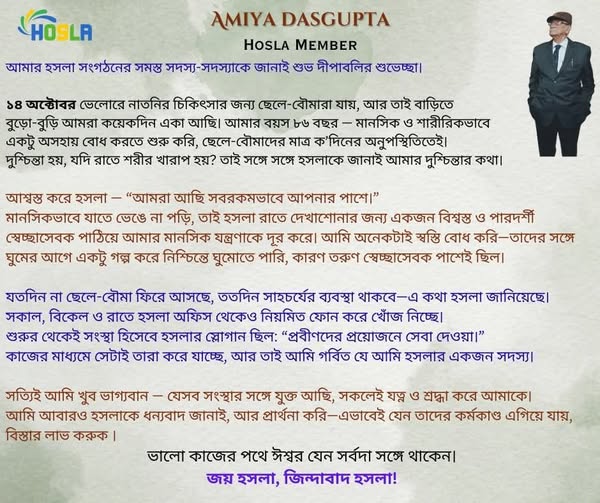 HOSLA
AMIYA DASGUPTA
HOSLA MEMBER
আমার হসলা সংগঠনের সমস্ত সদস্য-সদস্যাকে জানাই শুভ দীপাবলির শুভেচ্ছা।
১৪ অক্টোবর ভেলোরে নাতনির চিকিৎসার জন্য ছেলে-বৌমারা যায়, আর তাই বাড়িতে
বুড়ো-বুড়ি আমরা কয়েকদিন একা আছি। আমার বয়স ৮৬ বছর — মানসিক ও শারীরিকভাবে
একটু অসহায় বোধ করতে শুরু করি, ছেলে-বৌমাদের মাত্র ক’দিনের অনুপস্থিতিতেই।
দুশ্চিন্তা হয়, যদি রাতে শরীর খারাপ হয়? তাই সঙ্গে সঙ্গে হসলাকে জানাই আমার দুশ্চিন্তার কথা।
আশ্বস্ত করে হসলা — “আমরা আছি সবরকমভাবে আপনার পাশে।”
মানসিকভাবে যাতে ভেঙে না পড়ি, তাই হসলা রাতে দেখাশোনার জন্য একজন বিশ্বস্ত ও পারদর্শী
স্বেচ্ছাসেবক পাঠিয়ে আমার মানসিক যন্ত্রণাকে দূর করে। আমি অনেকটাই স্বস্তি বোধ করি—তাদের সঙ্গে
ঘুমের আগে একটু গল্প করে নিশ্চিন্তে ঘুমোতে পারি, কারণ তরুণ স্বেচ্ছাসেবক পাশেই ছিল।
যতদিন না ছেলে-বৌমা ফিরে আসছে, ততদিন সাহচর্যের ব্যবস্থা থাকবে—এ কথা হসলা জানিয়েছে।
সকাল, বিকেল ও রাতে হসলা অফিস থেকেও নিয়মিত ফোন করে খোঁজ নিচ্ছে।
শুরুর থেকেই সংস্থা হিসেবে হসলার স্লোগান ছিল: “প্রবীণদের প্রয়োজনে সেবা দেওয়া।”
কাজের মাধ্যমে সেটাই তারা করে যাচ্ছে, আর তাই আমি গর্বিত যে আমি হসলার একজন সদস্য।
সত্যিই আমি খুব ভাগ্যবান — যেসব সংস্থার সঙ্গে যুক্ত আছি, সকলেই যত্ন ও শ্রদ্ধা করে আমাকে।
আমি আবারও হসলাকে ধন্যবাদ জানাই, আর প্রার্থনা করি—এভাবেই যেন তাদের কর্মকাণ্ড এগিয়ে যায়,
বিস্তার লাভ করুক ।
ভালো কাজের পথে ঈশ্বর যেন সর্বদা সঙ্গে থাকেন।
জয় হসলা, জিন্দাবাদ হসলা!